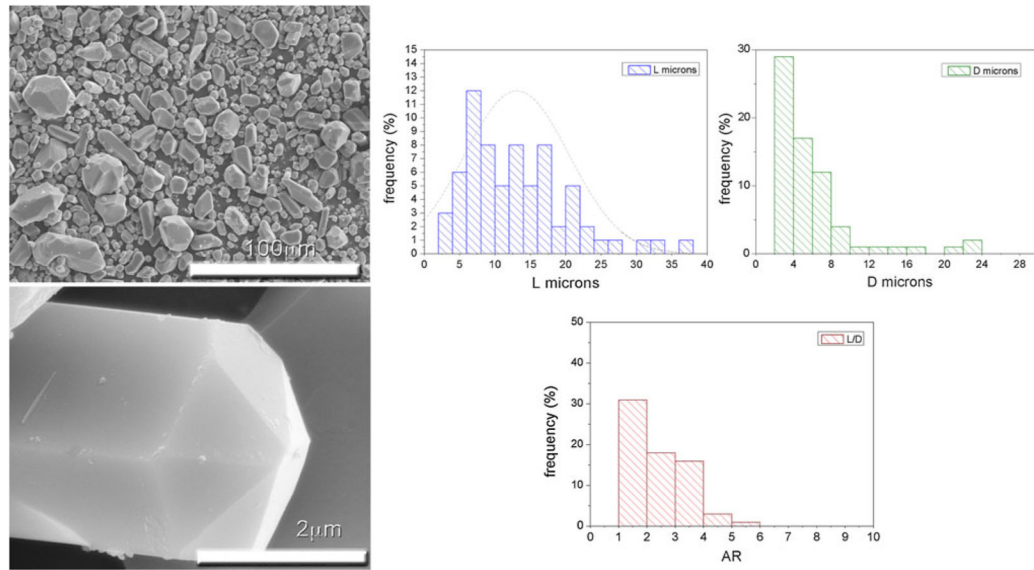 100μm
2μm
15
14
13
12
11
10
9
8
7
6
5
4
3
2
1
0
frequency (%)
L microns
0 5 10 15 20 25 30 35 40
L microns
30
20
10
0
frequency (%)
D microns
0 4 8 12 16 20 24 28
D microns
50
40
30
20
10
0
frequency (%)
L/D
0 1 2 3 4 5 6 7 8 9 10
AR